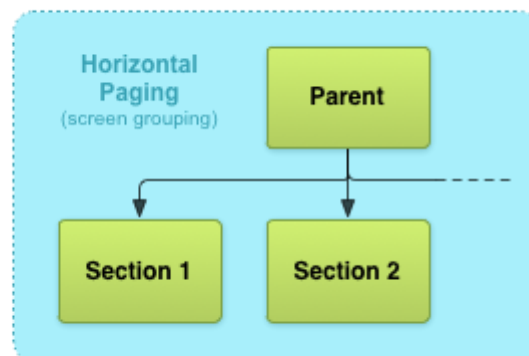 Horizontal
Paging
(screen grouping)
Parent
Section 1
Section 2